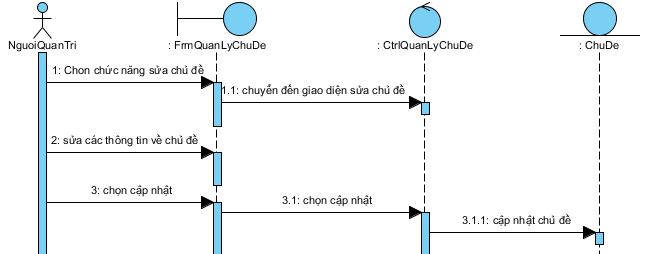 NguoiQuanTri
: FrmQuanLyChuDe
: CtrlQuanLyChuDe
: ChuDe
1: Chon chức năng sửa chủ đề
1.1: chuyển đến giao diện sửa chủ đề
2: sửa các thông tin về chủ đề
3: chọn cập nhật
3.1: chọn cập nhật
3.1.1: cập nhật chủ đề